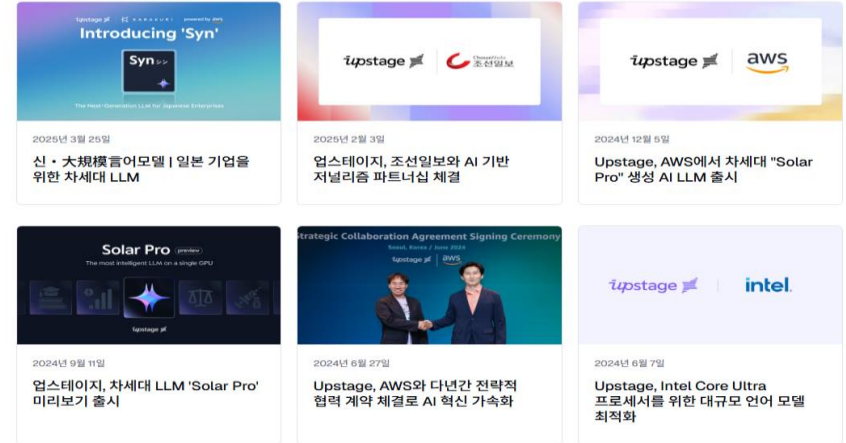 upstage KARAKURI powered by aws
Introducing 'Syn'
Syn シン
The Next-Generation LLM for Japanese Enterprises
2025년 3월 25일
신・大規模言어모델 | 일본 기업을
위한 차세대 LLM
upstage 조선일보
2025년 2월 3일
업스테이지, 조선일보와 AI 기반
저널리즘 파트너십 체결
upstage aws
2024년 12월 5일
Upstage, AWS에서 차세대 "Solar
Pro" 생성 AI LLM 출시
Solar Pro preview
The most intelligent LLM on a single GPU
upstage
2024년 9월 11일
업스테이지, 차세대 LLM 'Solar Pro'
미리보기 출시
Strategic Collaboration Agreement Signing Ceremony
Seoul, Korea / June 2024
upstage aws
2024년 6월 27일
Upstage, AWS와 다년간 전략적
협력 계약 체결로 AI 혁신 가속화
upstage intel.
2024년 6월 7일
Upstage, Intel Core Ultra
프로세서를 위한 대규모 언어 모델
최적화